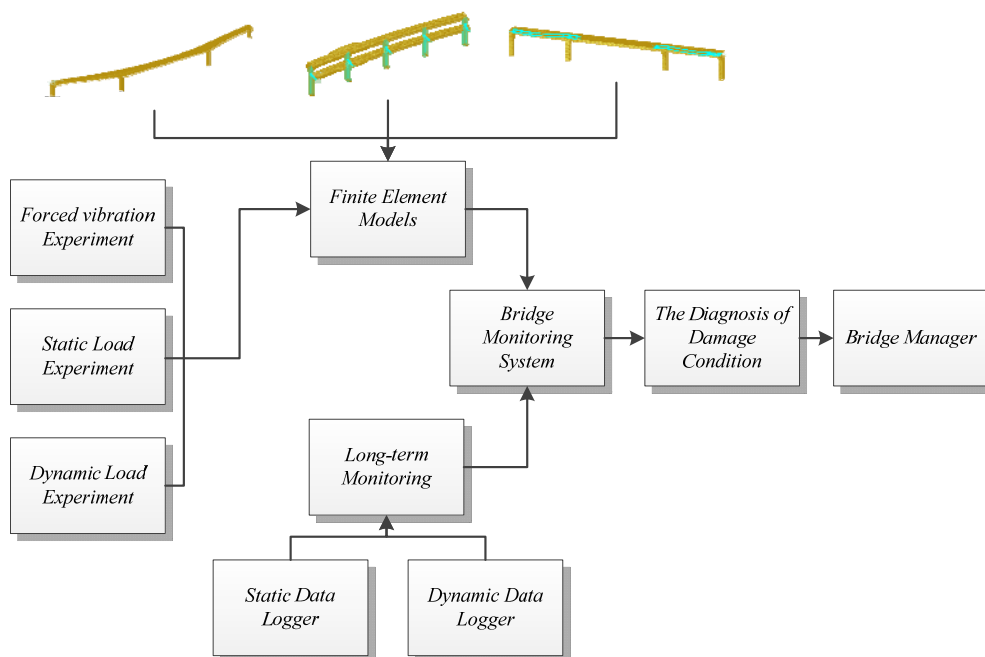 Finite Element
Models
Forced vibration
Experiment
Static Load
Experiment
Dynamic Load
Experiment
Bridge
Monitoring
System
The Diagnosis of
Damage
Condition
Bridge Manager
Long-term
Monitoring
Static Data
Logger
Dynamic Data
Logger